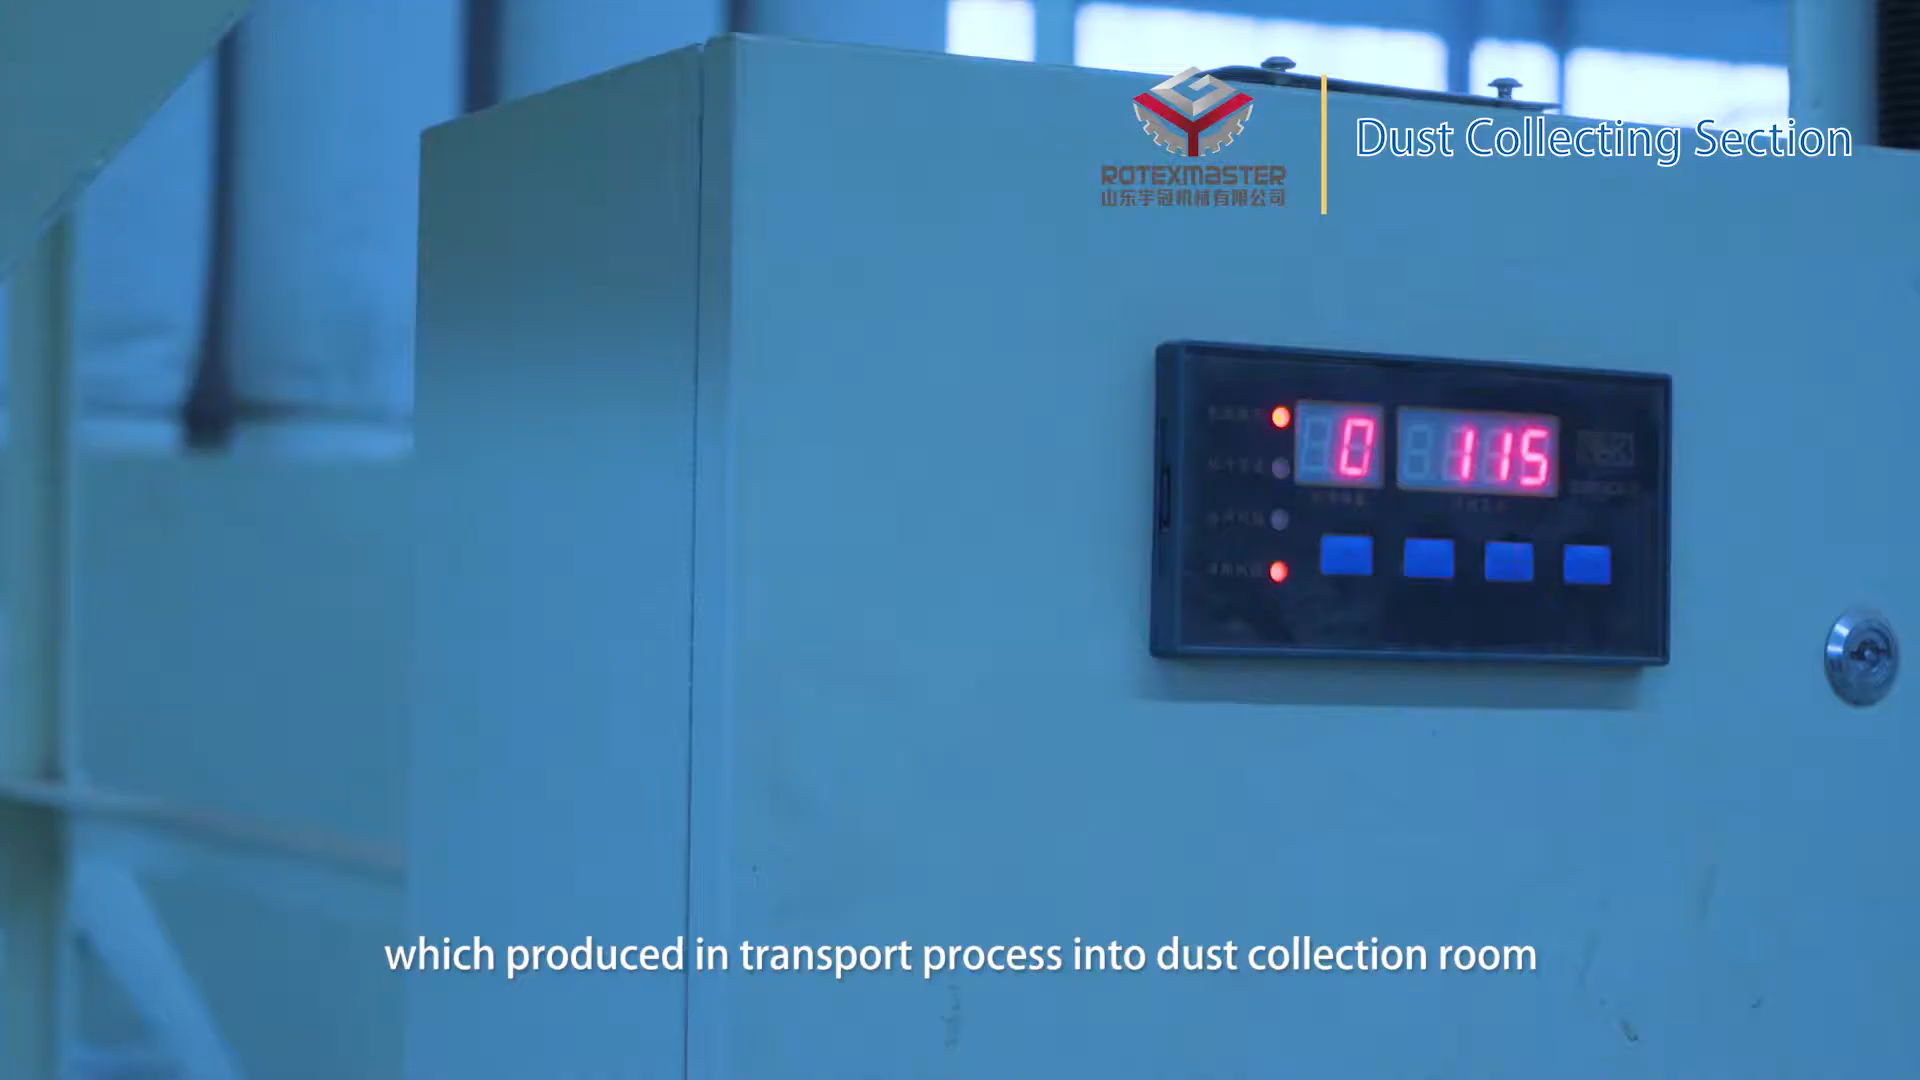 ROTEXMASTER
山东宇冠机械有限公司
Dust Collecting Section
0 115
which produced in transport process into dust collection room